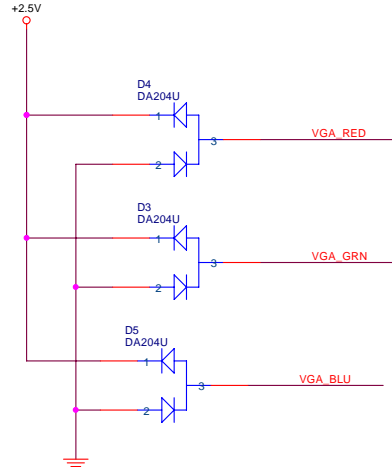 +2.5V
D4
DA204U
1
3
VGA_RED
2
D3
DA204U
1
3
VGA_GRN
2
D5
DA204U
1
3
VGA_BLU
2